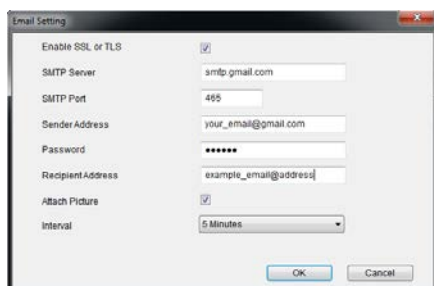 Email Setting
Enable SSL or TLS
SMTP Server smtp.gmail.com
SMTP Port 465
Sender Address your_email@gmail.com
Password ••••••
Recipient Address example_email@address
Attach Picture
Interval 5 Minutes
OK Cancel